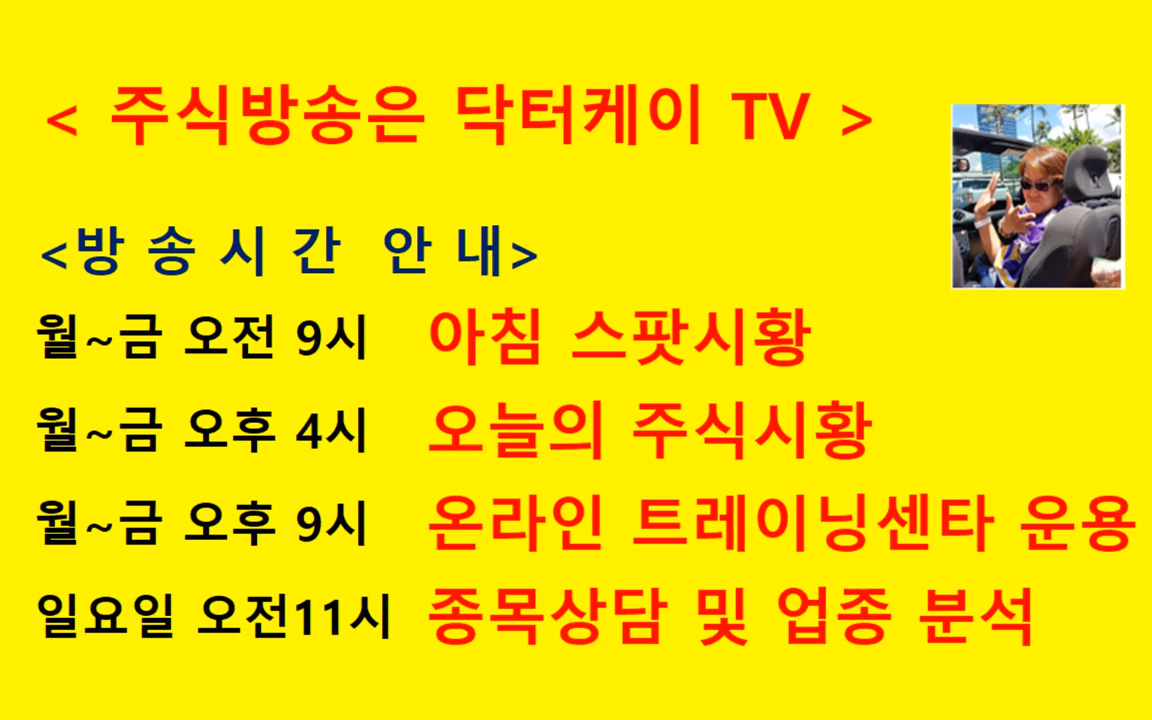 < 주식방송은 닥터케이 TV >
<방 송 시 간 안 내>
월~금 오전 9시 아침 스팟시황
월~금 오후 4시 오늘의 주식시황
월~금 오후 9시 온라인 트레이닝센타 운용
일요일 오전11시 종목상담 및 업종 분석